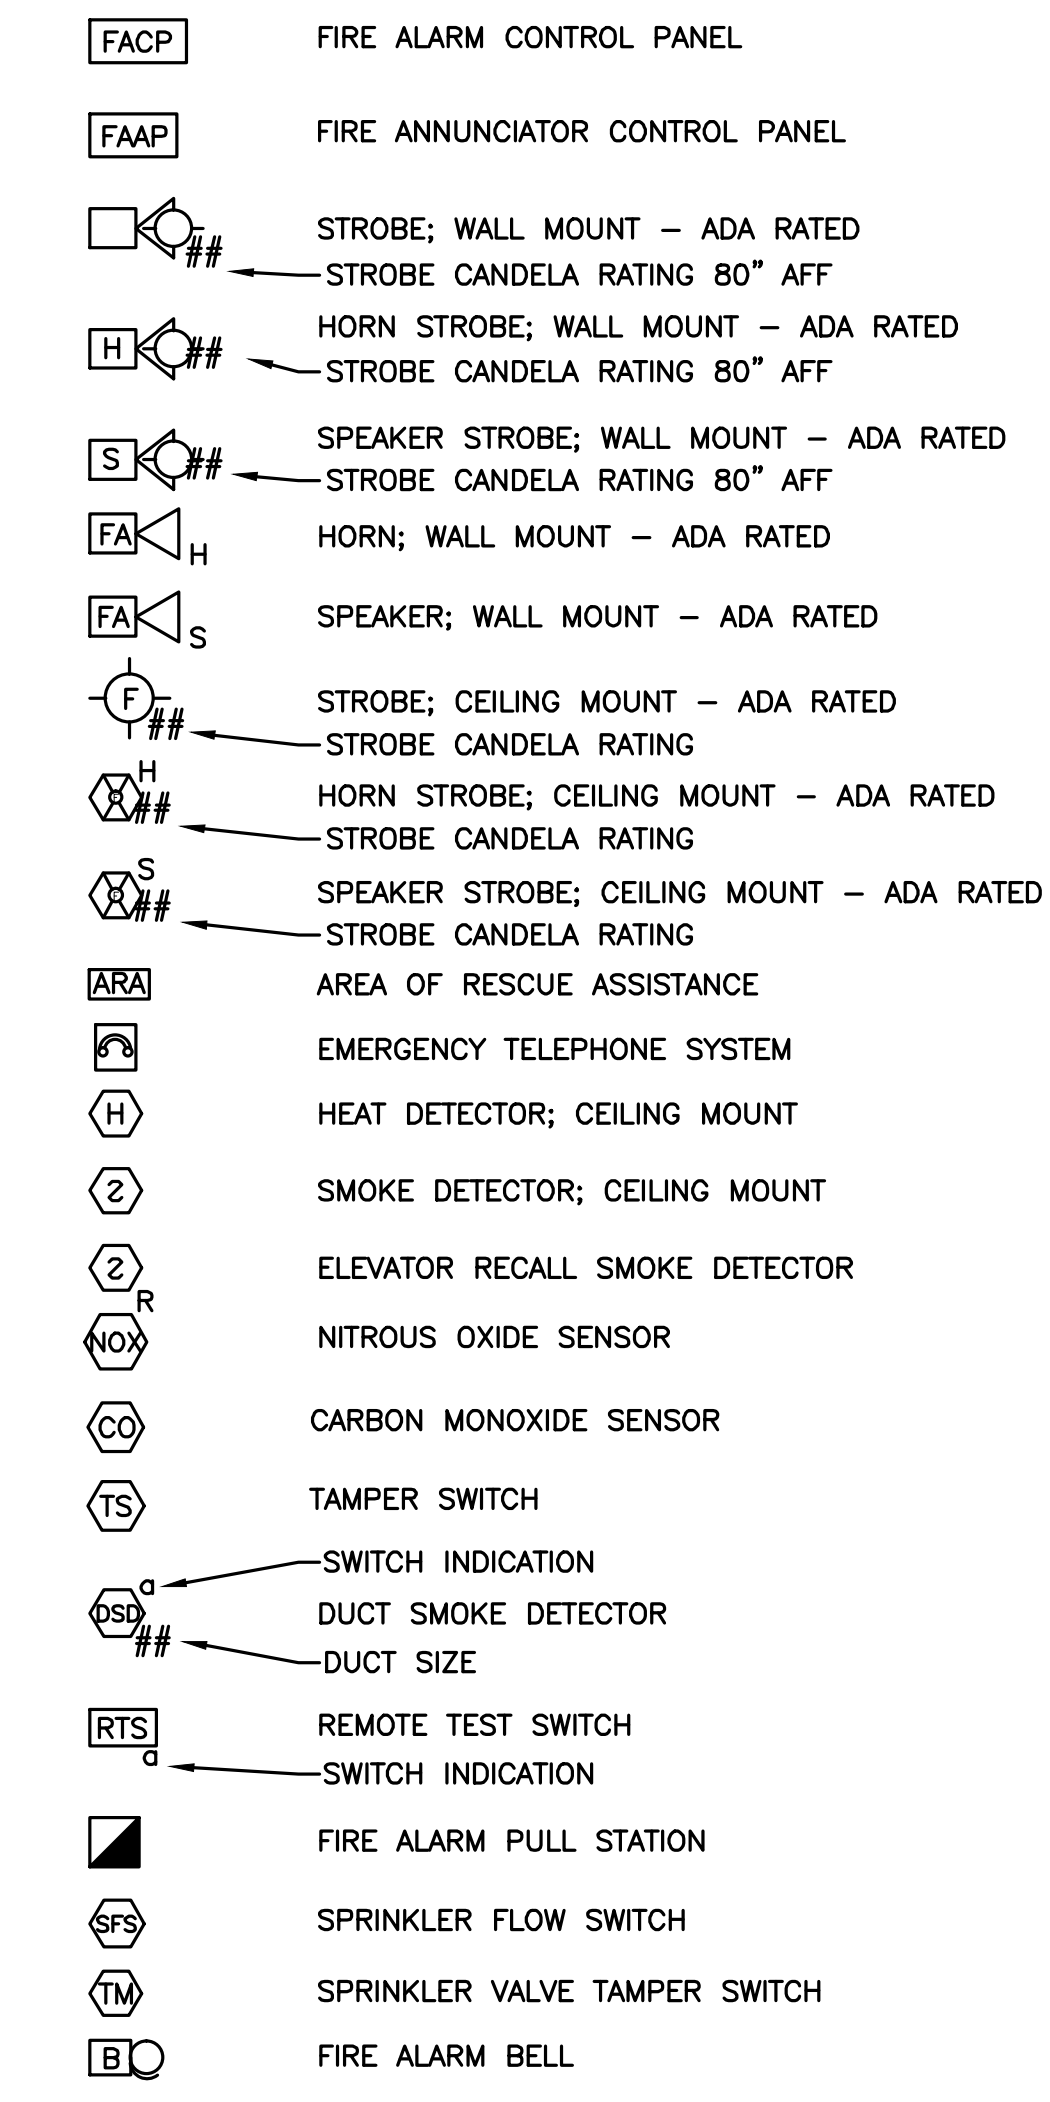 FACP FIRE ALARM CONTROL PANEL
FAAP FIRE ANNUNCIATOR CONTROL PANEL
STROBE; WALL MOUNT – ADA RATED
## STROBE CANDELA RATING 80” AFF
HORN STROBE; WALL MOUNT – ADA RATED
H ## STROBE CANDELA RATING 80” AFF
SPEAKER STROBE; WALL MOUNT – ADA RATED
S ## STROBE CANDELA RATING 80” AFF
FA H HORN; WALL MOUNT – ADA RATED
FA S SPEAKER; WALL MOUNT – ADA RATED
F STROBE; CEILING MOUNT – ADA RATED
## STROBE CANDELA RATING
H
F HORN STROBE; CEILING MOUNT – ADA RATED
## STROBE CANDELA RATING
S
F SPEAKER STROBE; CEILING MOUNT – ADA RATED
## STROBE CANDELA RATING
ARA AREA OF RESCUE ASSISTANCE
EMERGENCY TELEPHONE SYSTEM
H HEAT DETECTOR; CEILING MOUNT
2 SMOKE DETECTOR; CEILING MOUNT
2 ELEVATOR RECALL SMOKE DETECTOR
R
NOX NITROUS OXIDE SENSOR
CO CARBON MONOXIDE SENSOR
TS TAMPER SWITCH
a SWITCH INDICATION
DSD DUCT SMOKE DETECTOR
## DUCT SIZE
RTS REMOTE TEST SWITCH
a SWITCH INDICATION
FIRE ALARM PULL STATION
SFS SPRINKLER FLOW SWITCH
TM SPRINKLER VALVE TAMPER SWITCH
B FIRE ALARM BELL